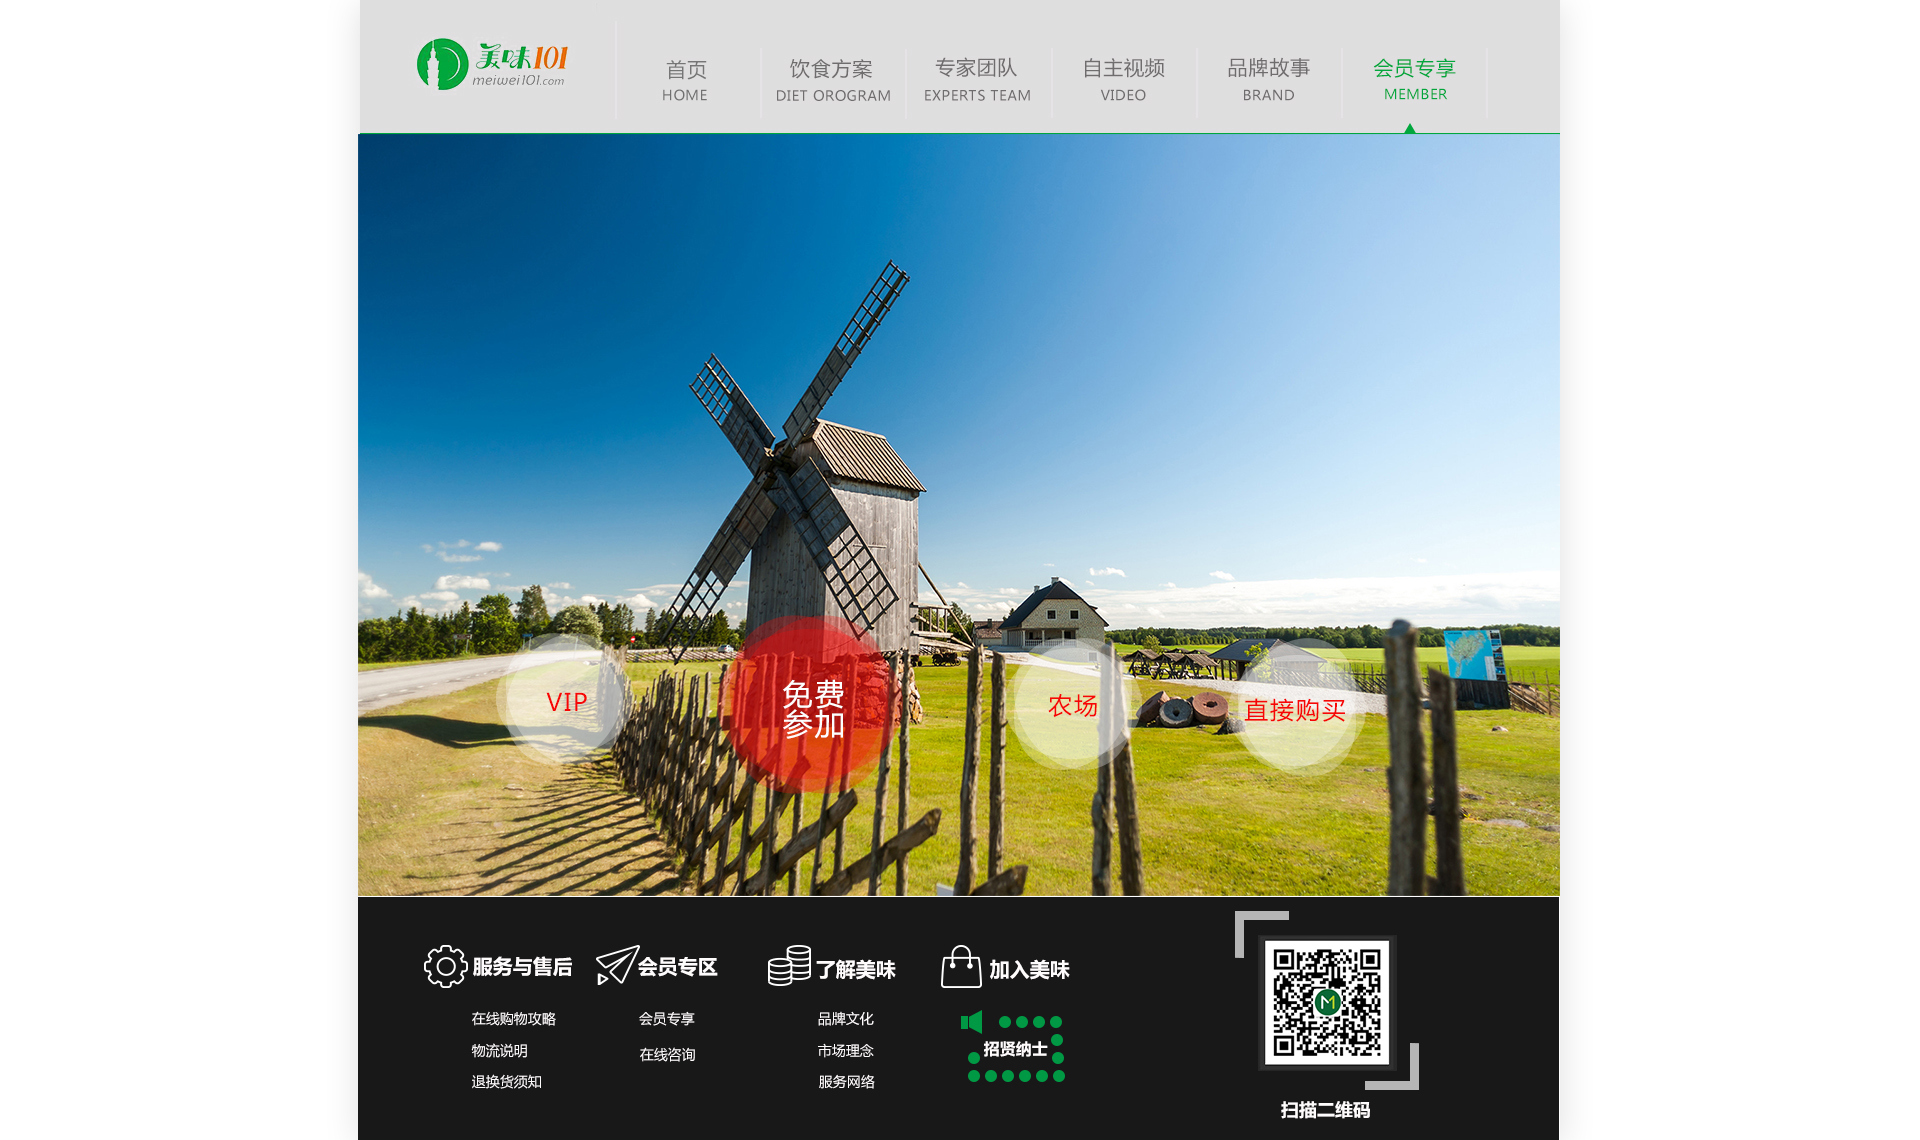 美味101
meiwei101.com
首页
HOME
饮食方案
DIET OROGRAM
专家团队
EXPERTS TEAM
自主视频
VIDEO
品牌故事
BRAND
会员专享
MEMBER
VIP
免费
参加
农场
直接购买
服务与售后
在线购物攻略
物流说明
退换货须知
会员专区
会员专享
在线咨询
了解美味
品牌文化
市场理念
服务网络
加入美味
招贤纳士
M
扫描二维码